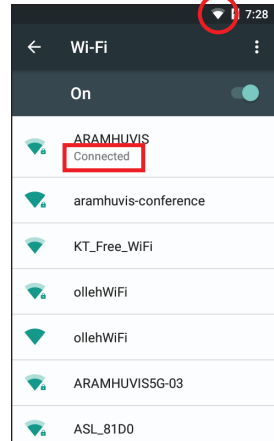 7:28
Wi-Fi
On
ARAMHUVIS
Connected
aramhuvis-conference
KT_Free_WiFi
ollehWiFi
ollehWiFi
ARAMHUVIS5G-03
ASL_81D0